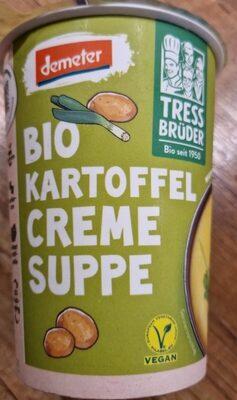 demeter
TRESS
BRÜDER
Bio seit 1950
BIO
KARTOFFEL
CREME
SUPPE
VEGAN